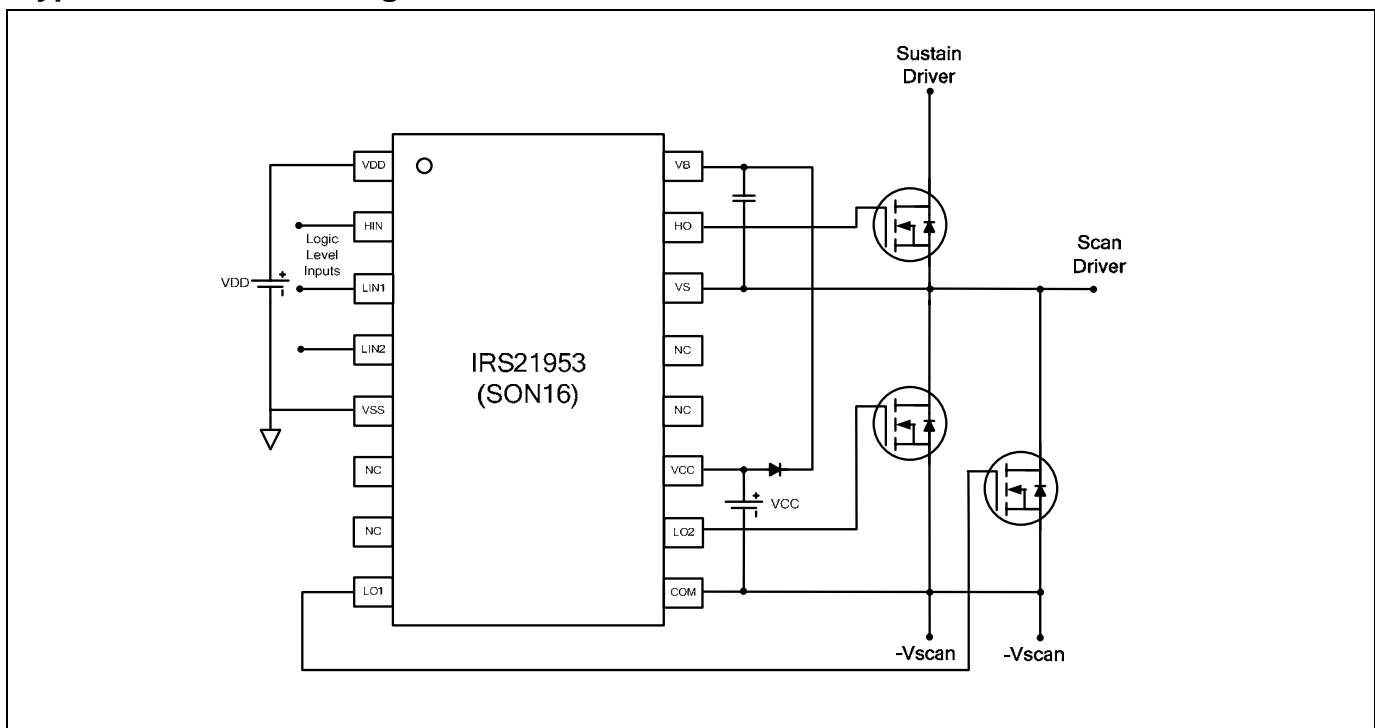 Sustain
Driver
VDD
VB
HIN
HO
Logic
Level
Inputs
Scan
Driver
VDD
+
LIN1
VS
LIN2
NC
IRS21953
(SON16)
VSS
NC
NC
VCC
+
VCC
NC
LO2
LO1
COM
-Vscan
-Vscan